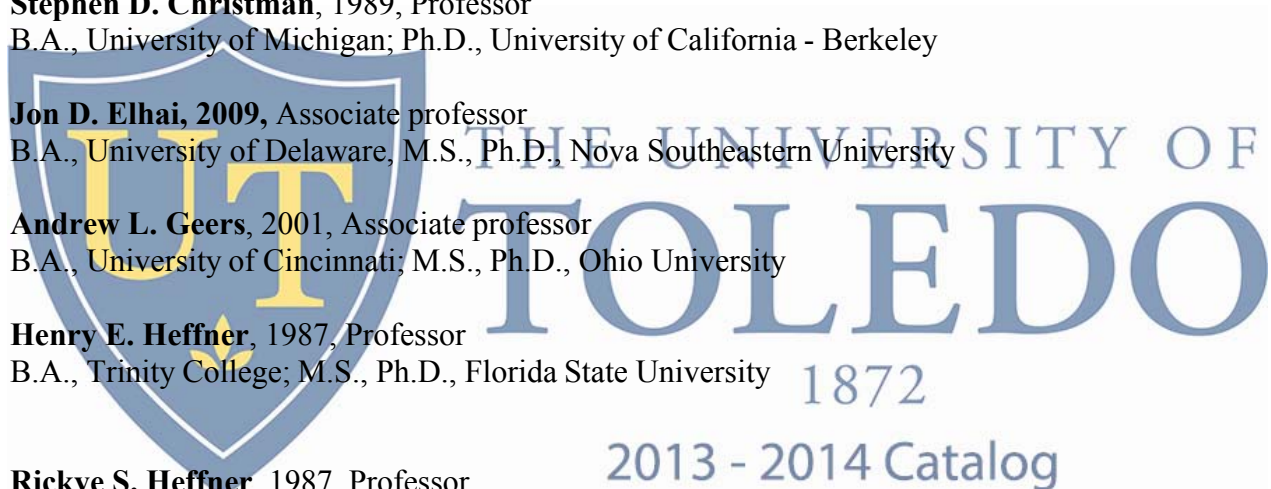 Stephen D. Christman, 1989, Professor
B.A., University of Michigan; Ph.D., University of California - Berkeley
Jon D. Elhai, 2009, Associate professor
B.A., University of Delaware, M.S., Ph.D., Nova Southeastern University
Andrew L. Geers, 2001, Associate professor
B.A., University of Cincinnati; M.S., Ph.D., Ohio University
Henry E. Heffner, 1987, Professor
B.A., Trinity College; M.S., Ph.D., Florida State University
Rickye S. Heffner, 1987, Professor
UT
THE UNIVERSITY OF
TOLEDO
1872
2013 - 2014 Catalog